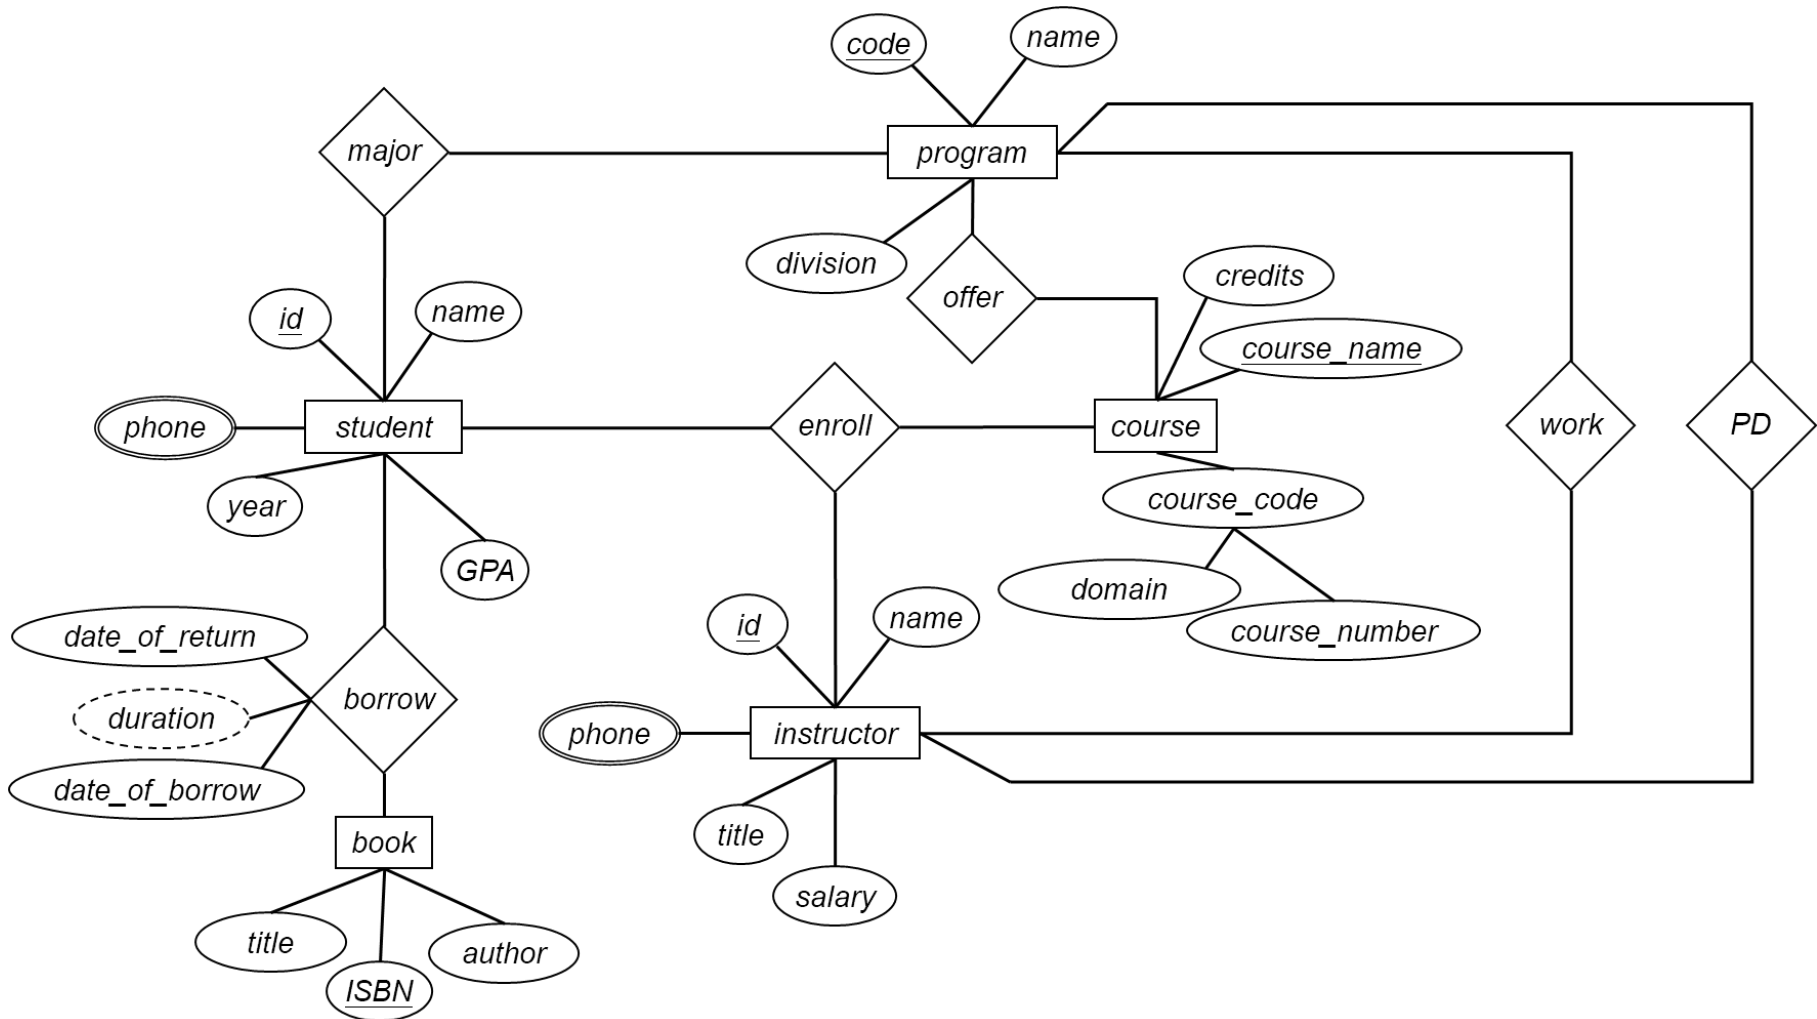 code
name
major
program
division
offer
credits
id
name
course_name
phone
student
enroll
course
work
PD
year
course_code
GPA
domain
course_number
date_of_return
id
name
duration
borrow
phone
instructor
date_of_borrow
title
book
salary
title
author
ISBN